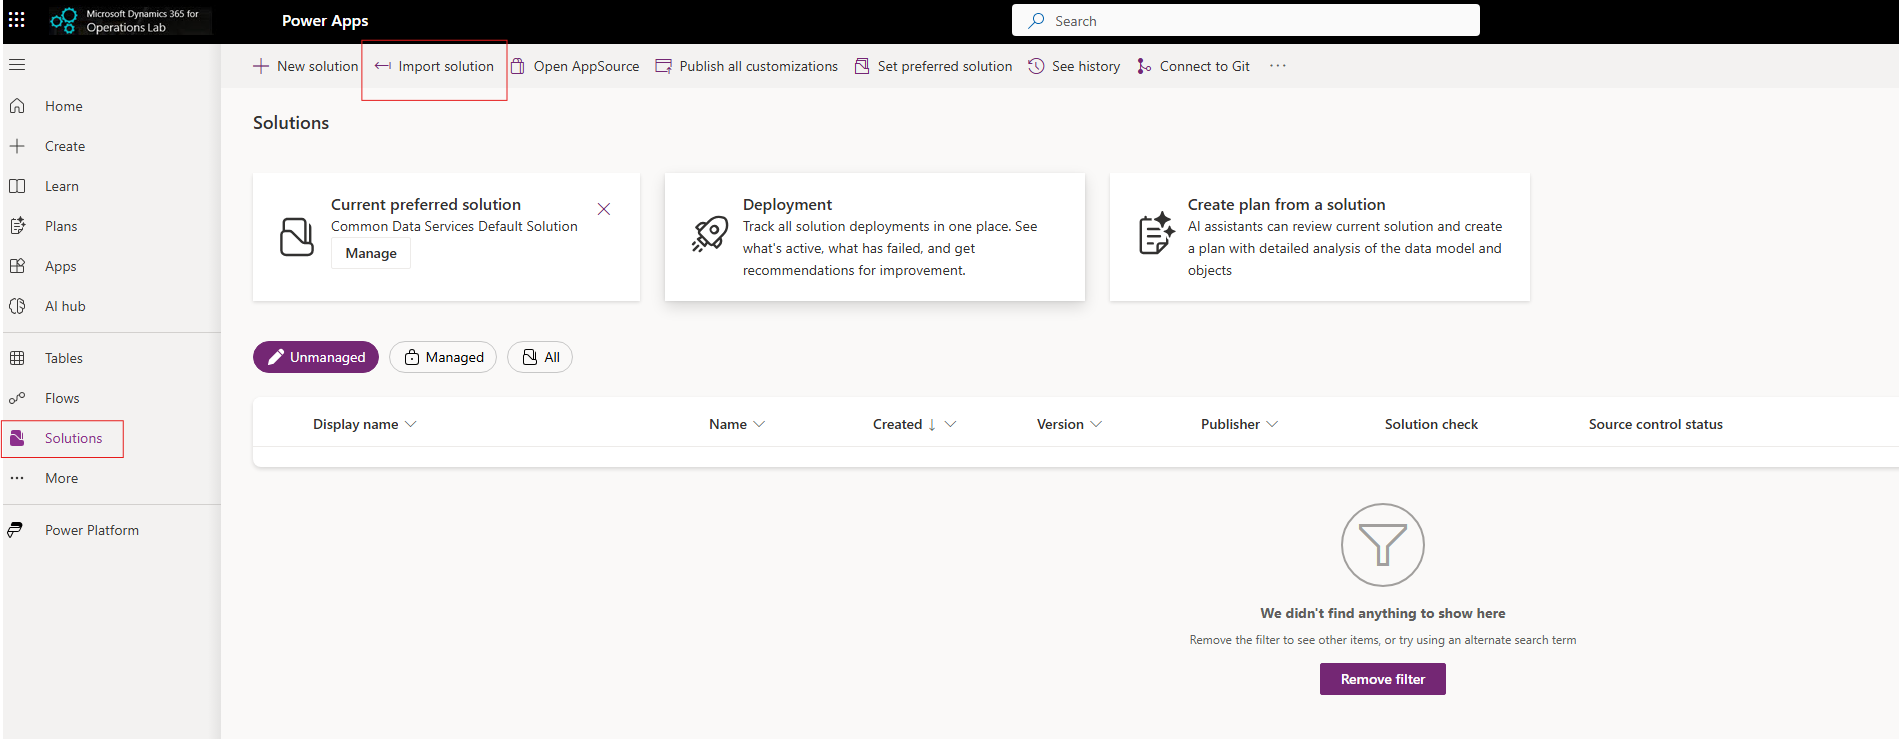 Microsoft Dynamics 365 for
Operations Lab
Power Apps
Search
New solution
Import solution
Open AppSource
Publish all customizations
Set preferred solution
See history
Connect to Git
Home
Create
Learn
Plans
Apps
AI hub
Tables
Flows
Solutions
More
Power Platform
Solutions
Current preferred solution
Common Data Services Default Solution
Manage
Deployment
Track all solution deployments in one place. See
what's active, what has failed, and get
recommendations for improvement.
Create plan from a solution
AI assistants can review current solution and create
a plan with detailed analysis of the data model and
objects
Unmanaged
Managed
All
Display name
Name
Created
Version
Publisher
Solution check
Source control status
We didn't find anything to show here
Remove the filter to see other items, or try using an alternate search term
Remove filter